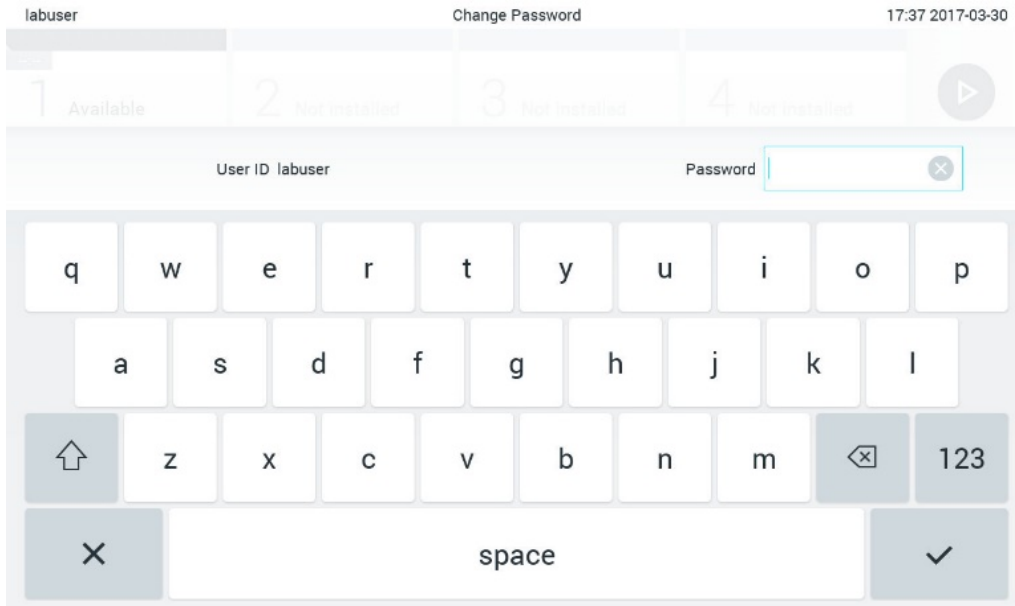 labuser Change Password 17:37 2017-03-30
1 Available 2 Not installed 3 Not installed 4 Not installed
User ID labuser Password
q w e r t y u i o p
a s d f g h j k l
z x c v b n m 123
space